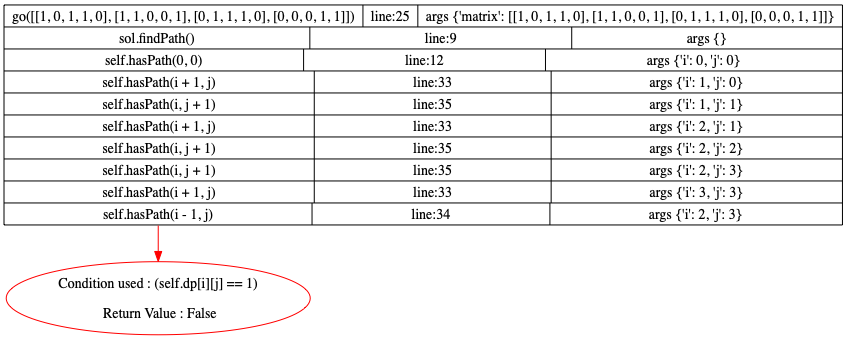 go([[1, 0, 1, 1, 0], [1, 1, 0, 0, 1], [0, 1, 1, 1, 0], [0, 0, 0, 1, 1]]) line:25 args {'matrix': [[1, 0, 1, 1, 0], [1, 1, 0, 0, 1], [0, 1, 1, 1, 0], [0, 0, 0, 1, 1]]}
sol.findPath() line:9 args {}
self.hasPath(0, 0) line:12 args {'i': 0, 'j': 0}
self.hasPath(i + 1, j) line:33 args {'i': 1, 'j': 0}
self.hasPath(i, j + 1) line:35 args {'i': 1, 'j': 1}
self.hasPath(i + 1, j) line:33 args {'i': 2, 'j': 1}
self.hasPath(i, j + 1) line:35 args {'i': 2, 'j': 2}
self.hasPath(i, j + 1) line:35 args {'i': 2, 'j': 3}
self.hasPath(i + 1, j) line:33 args {'i': 3, 'j': 3}
self.hasPath(i - 1, j) line:34 args {'i': 2, 'j': 3}
Condition used : (self.dp[i][j] == 1)
Return Value : False